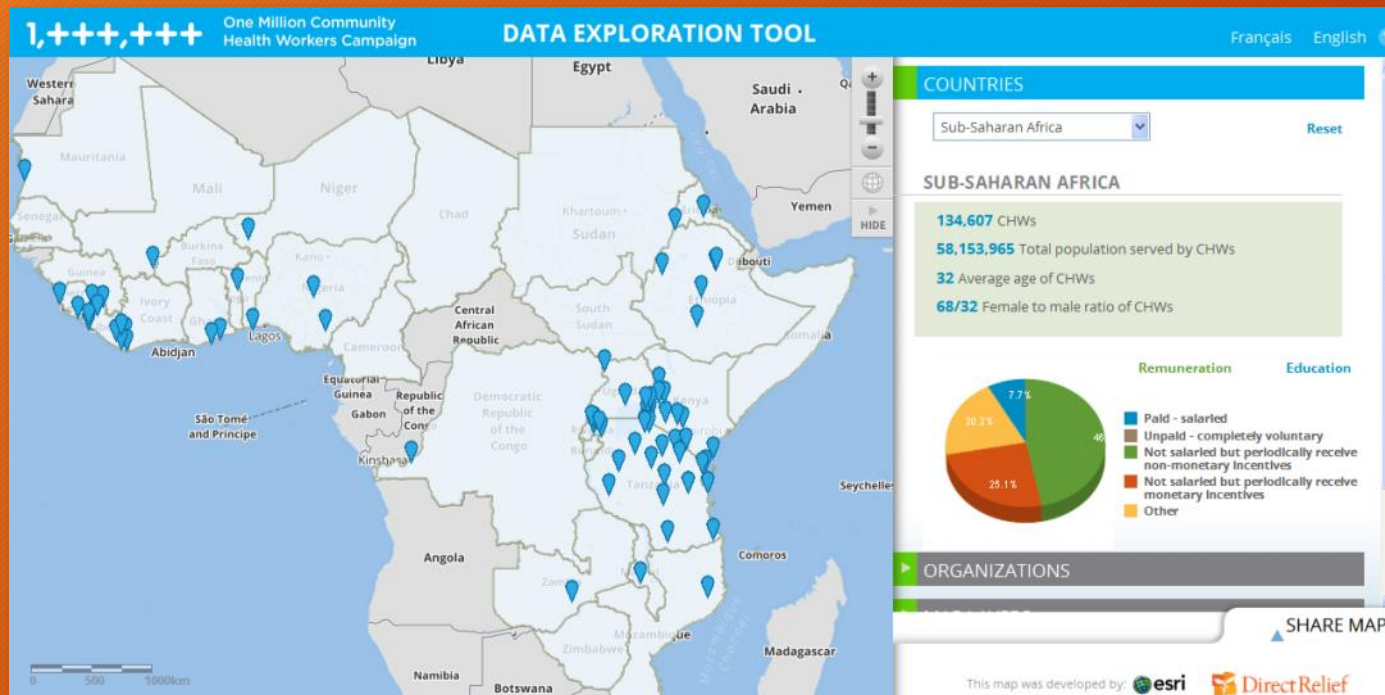 1,+++,+++
One Million Community
Health Workers Campaign
DATA EXPLORATION TOOL
Français English
Libya
Egypt
Western
Sahara
Saudi
Arabia
Mauritania
Mali
Niger
Chad
Khartoum
Sudan
Yemen
HIDE
Senegal
Burkina
Faso
Kano
Djibouti
Guinea
Ivory
Coast
Nigeria
Ethiopia
Central
African
Republic
South
Sudan
Somalia
Lagos
Abidjan
Cameroon
Equatorial
Guinea
Republic
of the
Congo
Gabon
Democratic
Republic
of the
Congo
Kenya
São Tomé
and Principe
Kinshasa
Tanzania
Seychelles
Angola
Comoros
Mozambique
Zimbabwe
Mozambique
Channel
Madagascar
Namibia
Botswana
0 500 1000km
COUNTRIES
Sub-Saharan Africa
Reset
SUB-SAHARAN AFRICA
134,607 CHWs
58,153,965 Total population served by CHWs
32 Average age of CHWs
68/32 Female to male ratio of CHWs
Remuneration Education
7.7%
20.2%
46
25.1%
Paid - salaried
Unpaid - completely voluntary
Not salaried but periodically receive
non-monetary incentives
Not salaried but periodically receive
monetary incentives
Other
ORGANIZATIONS
SHARE MAP
This map was developed by: esri DirectRelief